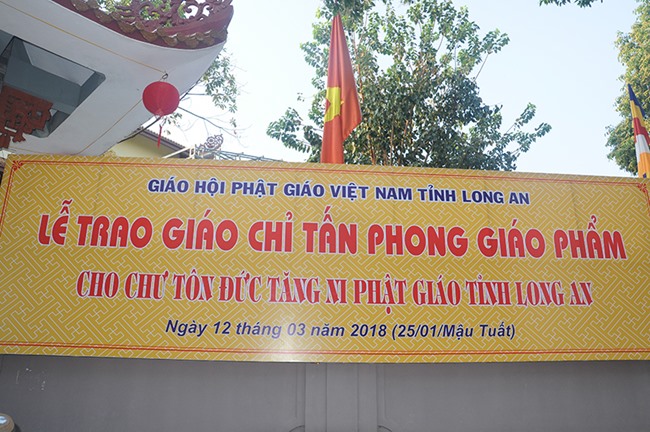 GIÁO HỘI PHẬT GIÁO VIỆT NAM TỈNH LONG AN
LỄ TRAO GIÁO CHỈ TẤN PHONG GIÁO PHẨM
CHO CHƯ TÔN ĐỨC TĂNG NI PHẬT GIÁO TỈNH LONG AN
Ngày 12 tháng 03 năm 2018 (25/01/Mậu Tuất)